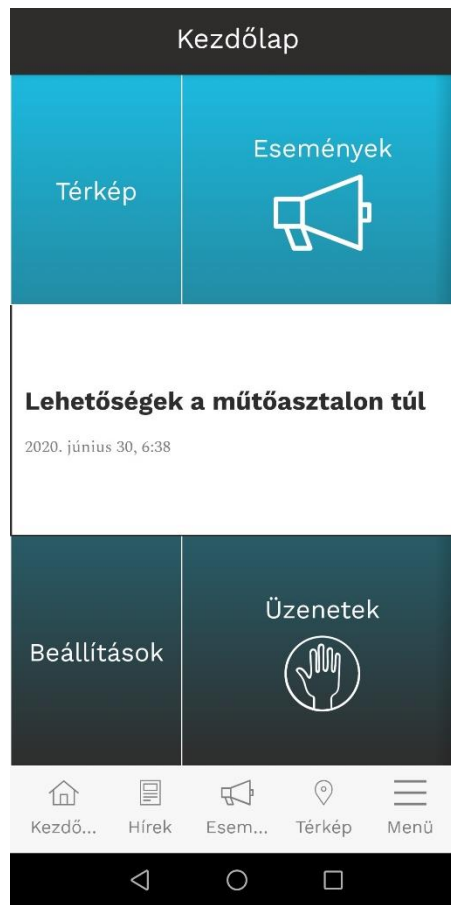 Kezdőlap
Térkép
Események
Lehetőségek a műtőasztalon túl
2020. június 30, 6:38
Beállítások
Üzenetek
Kezdő... Hírek Esem... Térkép Menü